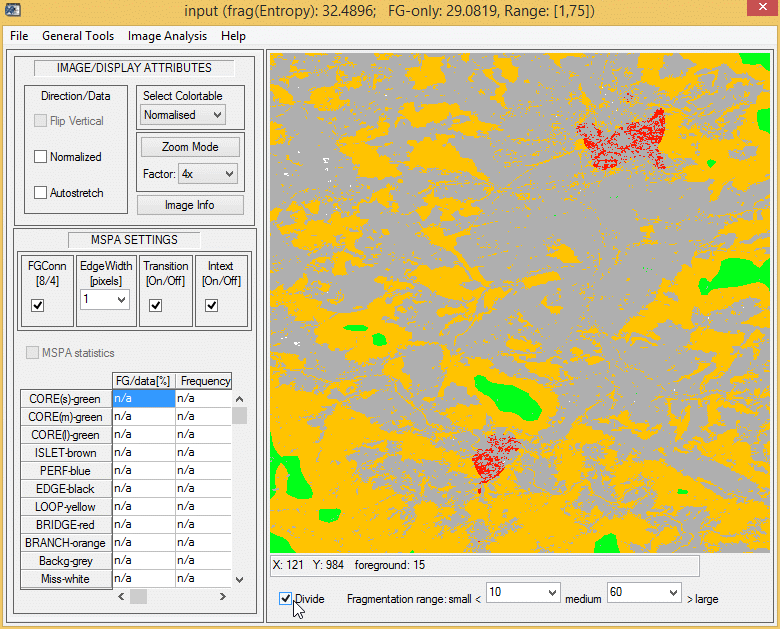 input (frag(Entropy): 32.4896;   FG-only: 29.0819, Range: [1,75])
File   General Tools   Image Analysis   Help
IMAGE/DISPLAY ATTRIBUTES
Direction/Data
Flip Vertical
Normalized
Autostretch
Select Colortable
Normalised
Zoom Mode
Factor: 4x
Image Info
MSPA SETTINGS
FGConn [8/4]
EdgeWidth [pixels]
1
Transition [On/Off]
Intext [On/Off]
MSPA statistics
FG/data[%]   Frequency
CORE(s)-green   n/a   n/a
CORE(m)-green   n/a   n/a
CORE(l)-green   n/a   n/a
ISLET-brown   n/a   n/a
PERF-blue   n/a   n/a
EDGE-black   n/a   n/a
LOOP-yellow   n/a   n/a
BRIDGE-red   n/a   n/a
BRANCH-orange   n/a   n/a
Backg-grey   n/a   n/a
Miss-white   n/a   n/a
X: 121   Y: 984   foreground: 15
Divide   Fragmentation range: small < 10   medium 60   > large